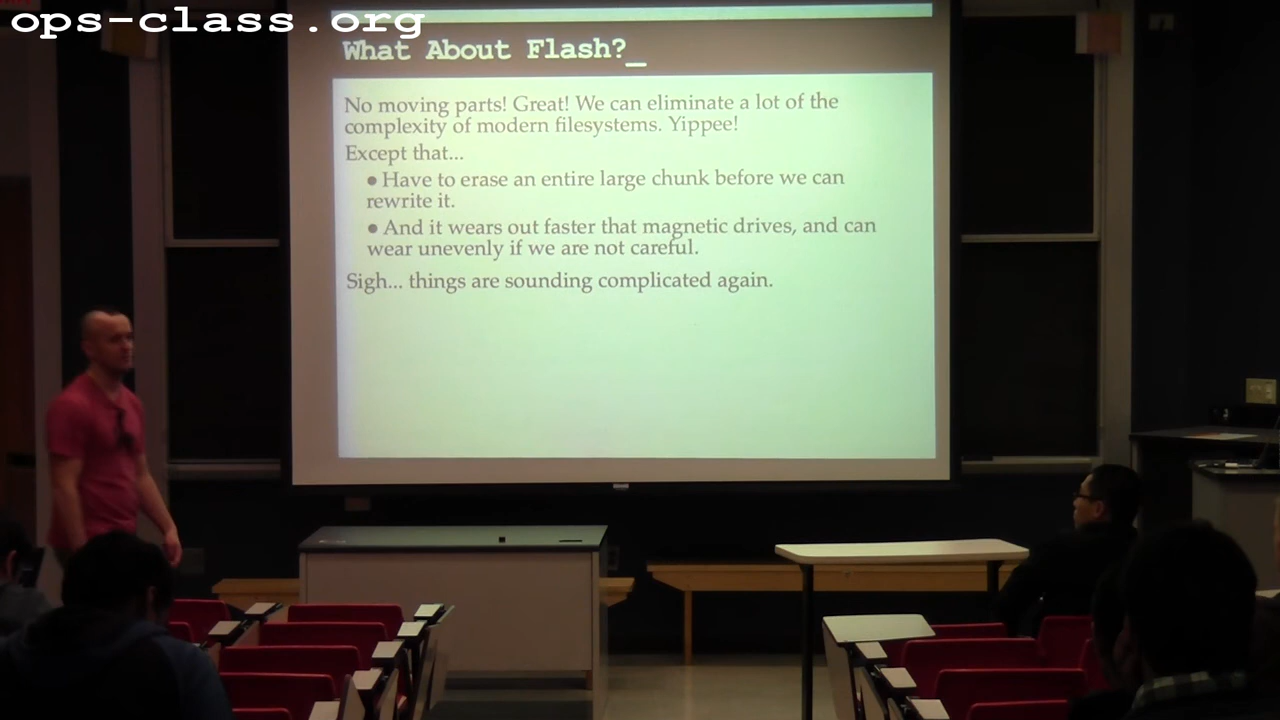 ops-class.org
What About Flash?_
No moving parts! Great! We can eliminate a lot of the
complexity of modern filesystems. Yippee!
Except that...
● Have to erase an entire large chunk before we can
rewrite it.
● And it wears out faster that magnetic drives, and can
wear unevenly if we are not careful.
Sigh... things are sounding complicated again.